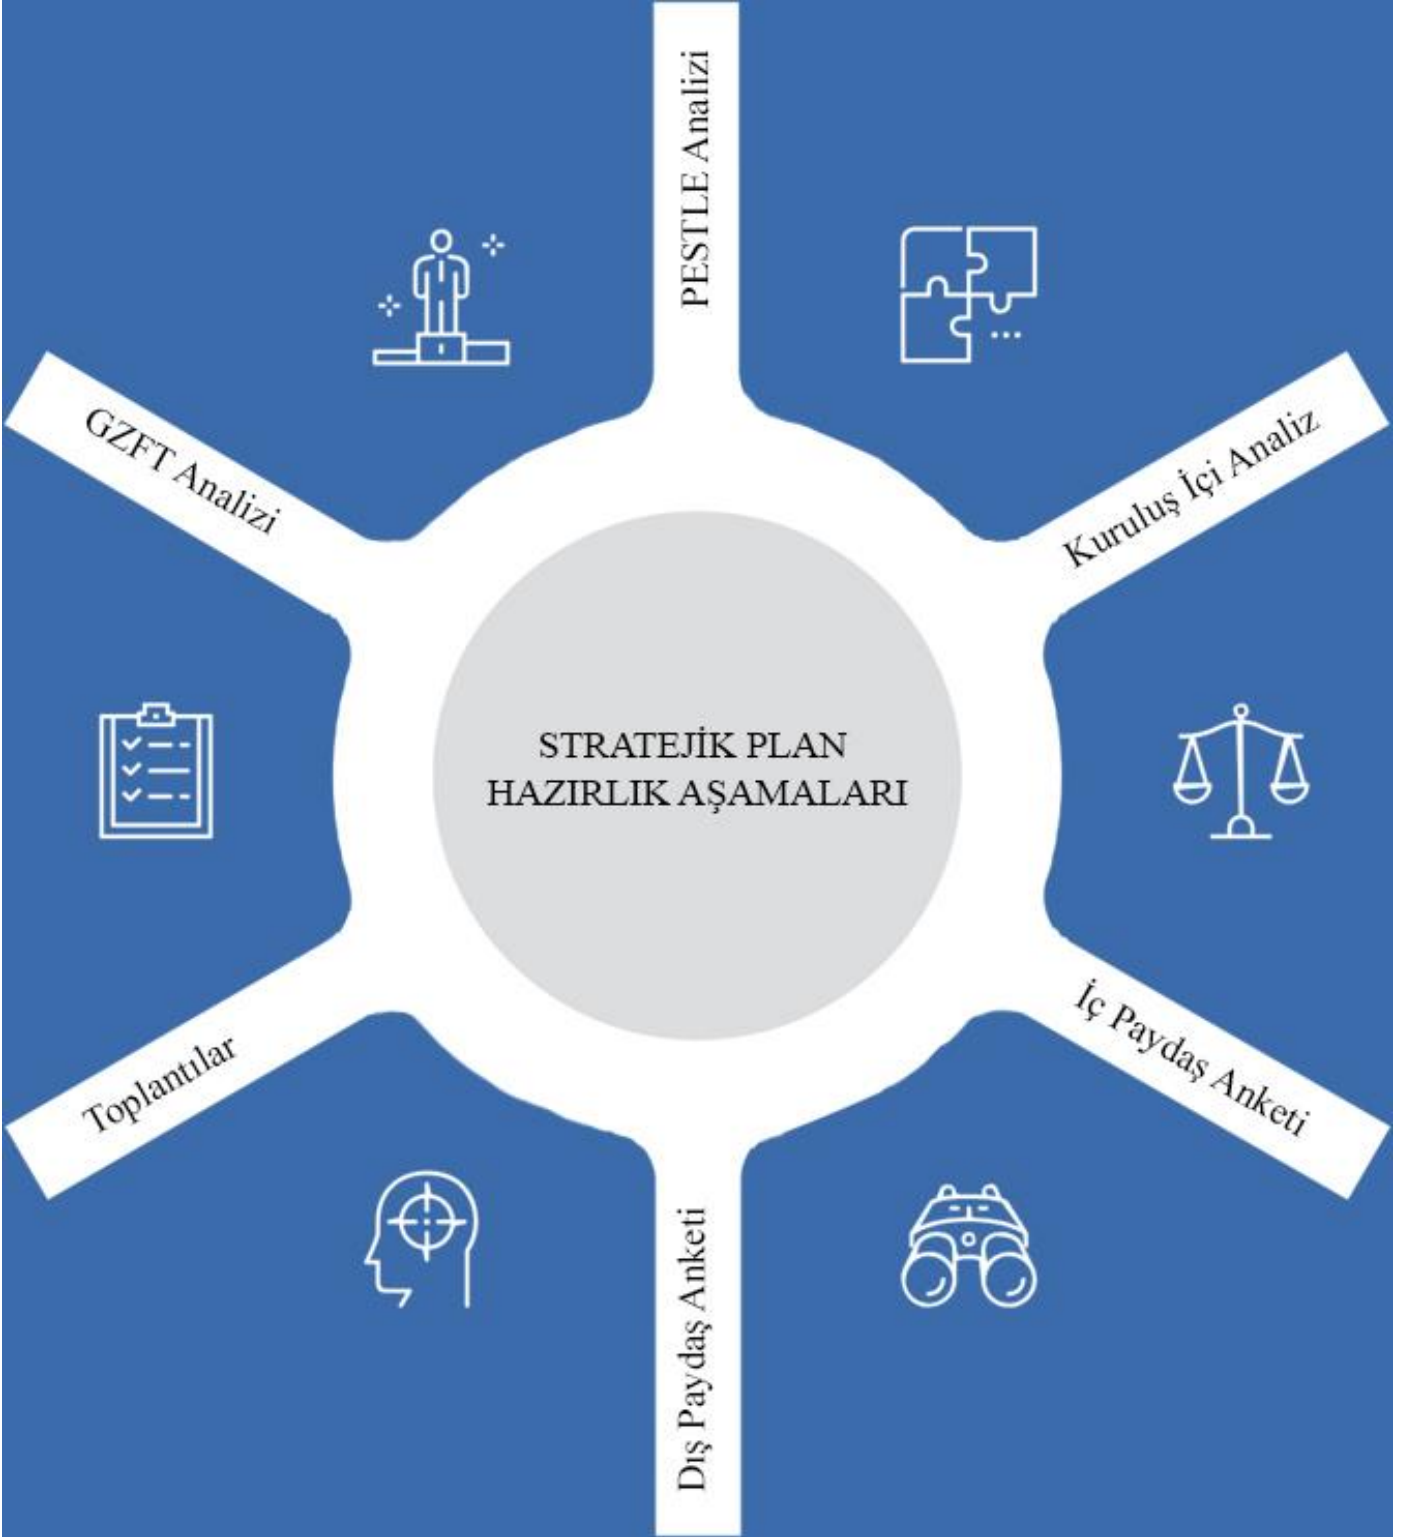 PESTLE Analizi
Kuruluş İçi Analiz
GZFT Analizi
STRATEJİK PLAN
HAZIRLIK AŞAMALARI
İç Paydaş Anketi
Toplantılar
Dış Paydaş Anketi